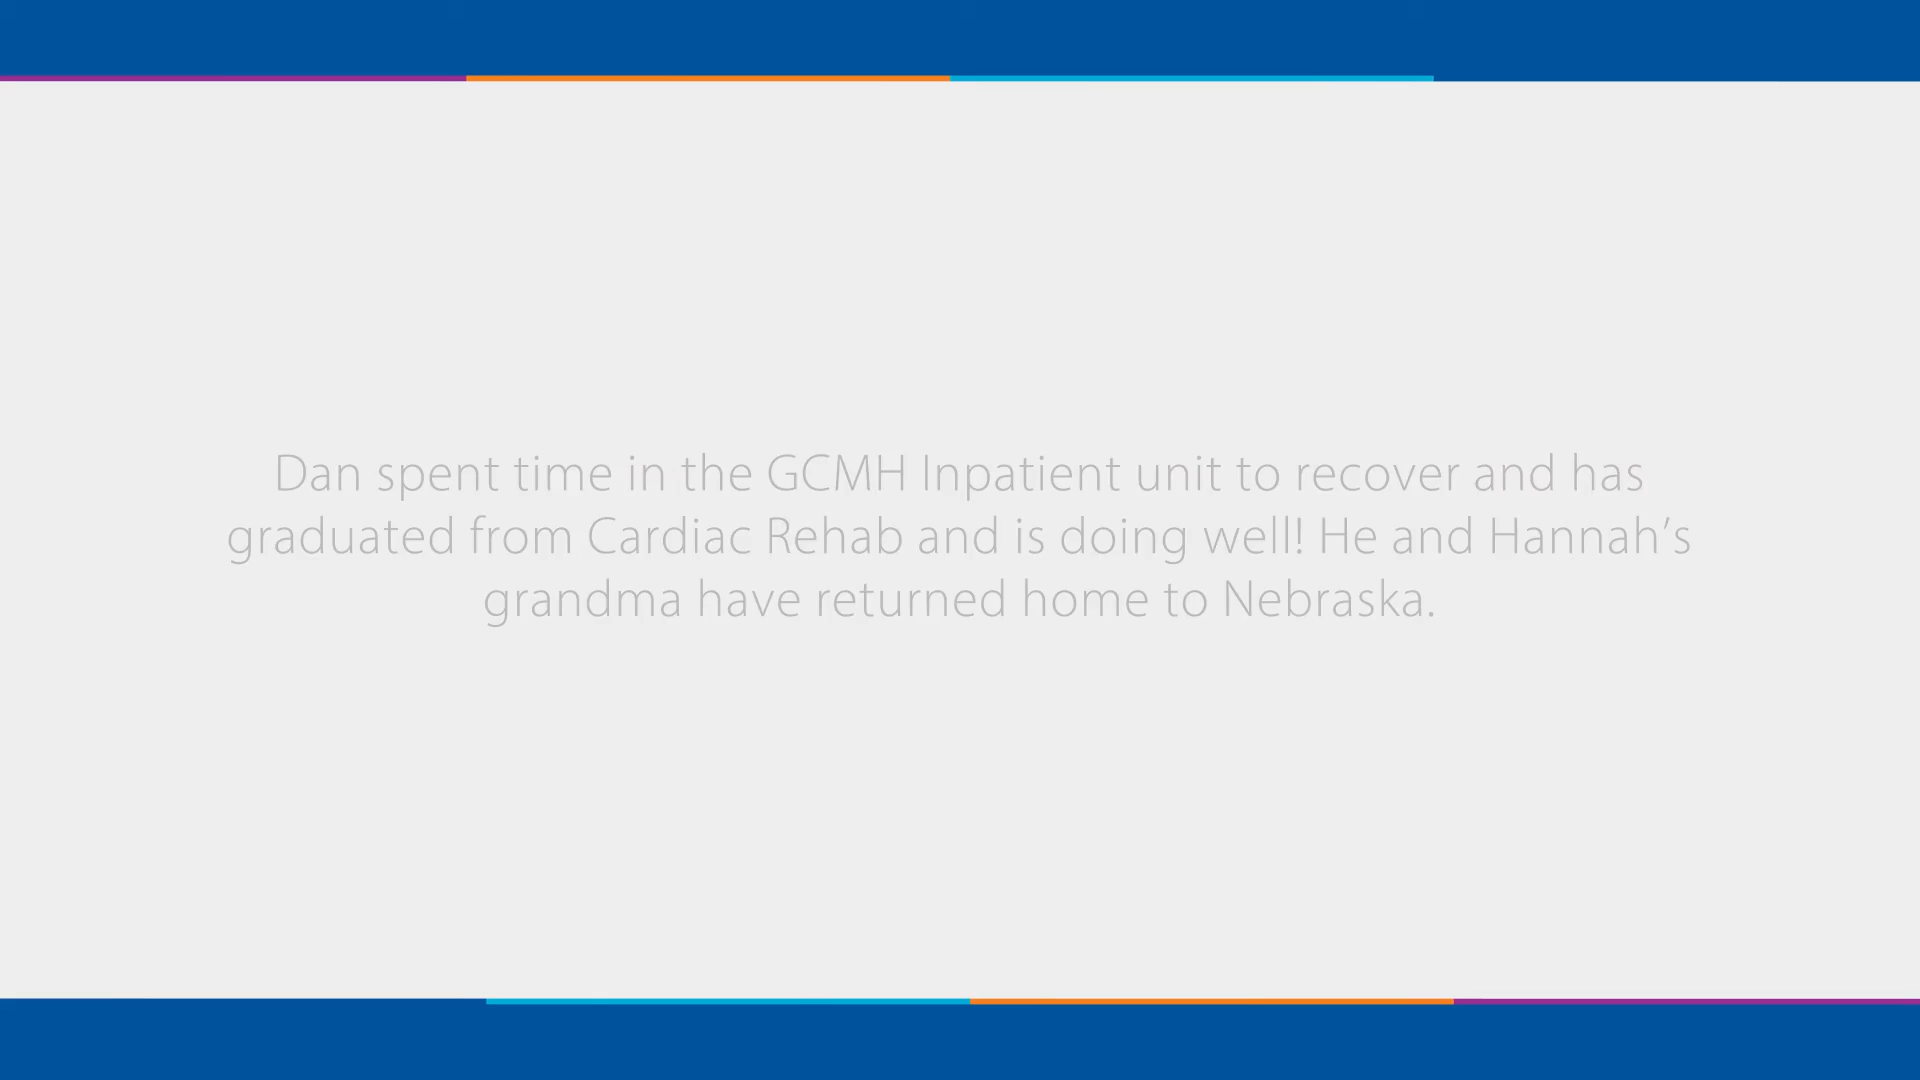 Dan spent time in the GCMH Inpatient unit to recover and has
graduated from Cardiac Rehab and is doing well! He and Hannah’s
grandma have returned home to Nebraska.